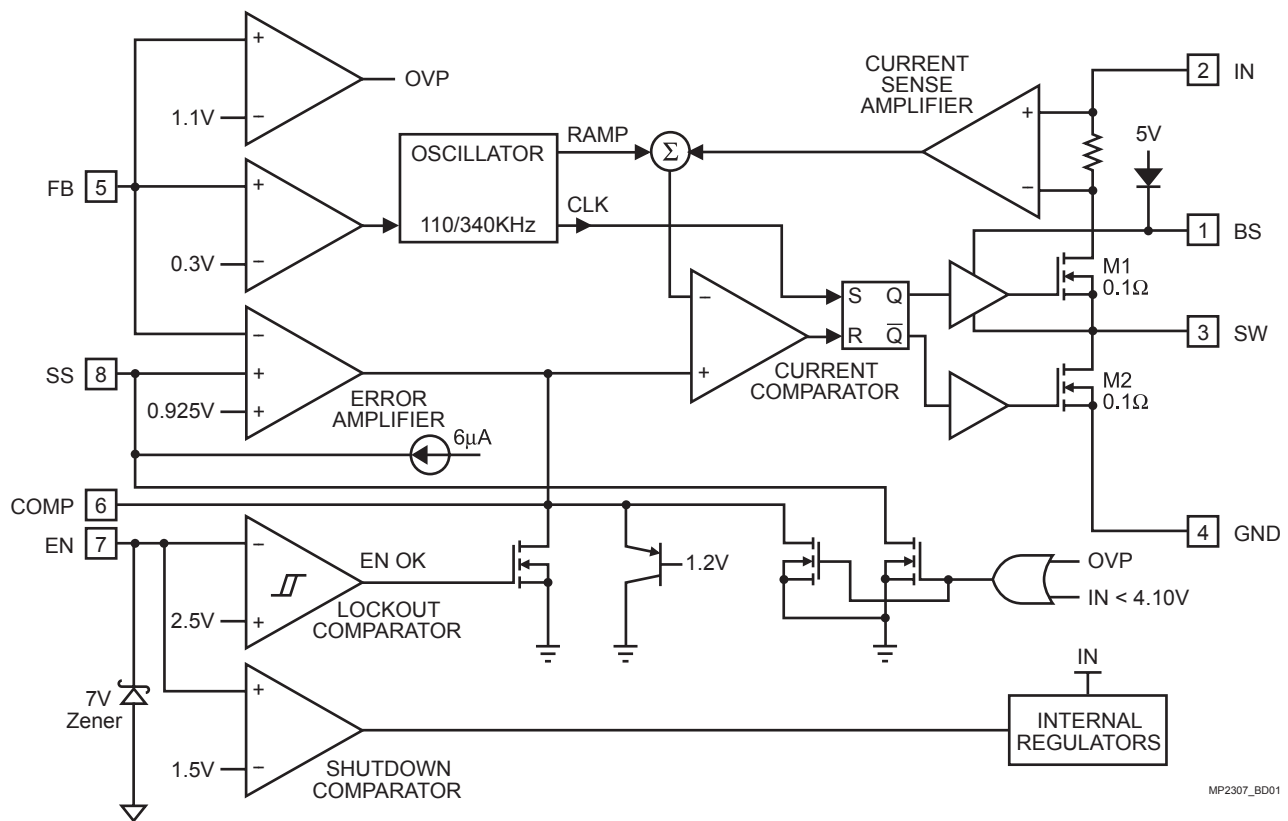 +
OVP
1.1V
−
CURRENT
SENSE
AMPLIFIER
2 IN
+
5V
RAMP
OSCILLATOR
Σ
FB 5
+
−
CLK
110/340KHz
1 BS
0.3V
−
M1
0.1Ω
−
S Q
R Q̅
3 SW
−
SS 8
+
+
CURRENT
COMPARATOR
M2
0.1Ω
0.925V
+
ERROR
AMPLIFIER
6µA
COMP 6
EN 7
−
4 GND
EN OK
1.2V
OVP
IN < 4.10V
2.5V
+
LOCKOUT
COMPARATOR
IN
7V
Zener
+
INTERNAL
REGULATORS
1.5V
−
SHUTDOWN
COMPARATOR
MP2307_BD01